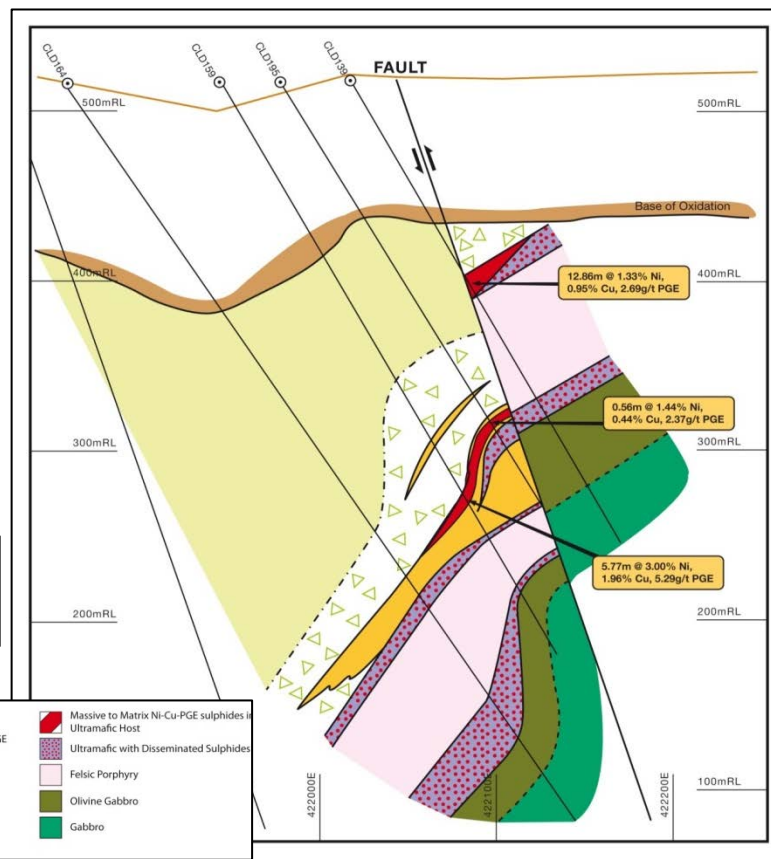 CLD164
CLD159
CLD195
CLD139
FAULT
500mRL
500mRL
Base of Oxidation
400mRL
400mRL
12.86m @ 1.33% Ni,
0.95% Cu, 2.69g/t PGE
0.56m @ 1.44% Ni,
0.44% Cu, 2.37g/t PGE
300mRL
300mRL
5.77m @ 3.00% Ni,
1.96% Cu, 5.29g/t PGE
200mRL
200mRL
100mRL
422000E
422100E
422200E
GE
Massive to Matrix Ni-Cu-PGE sulphides i
Ultramafic Host
Ultramafic with Disseminated Sulphides
Felsic Porphyry
Olivine Gabbro
Gabbro